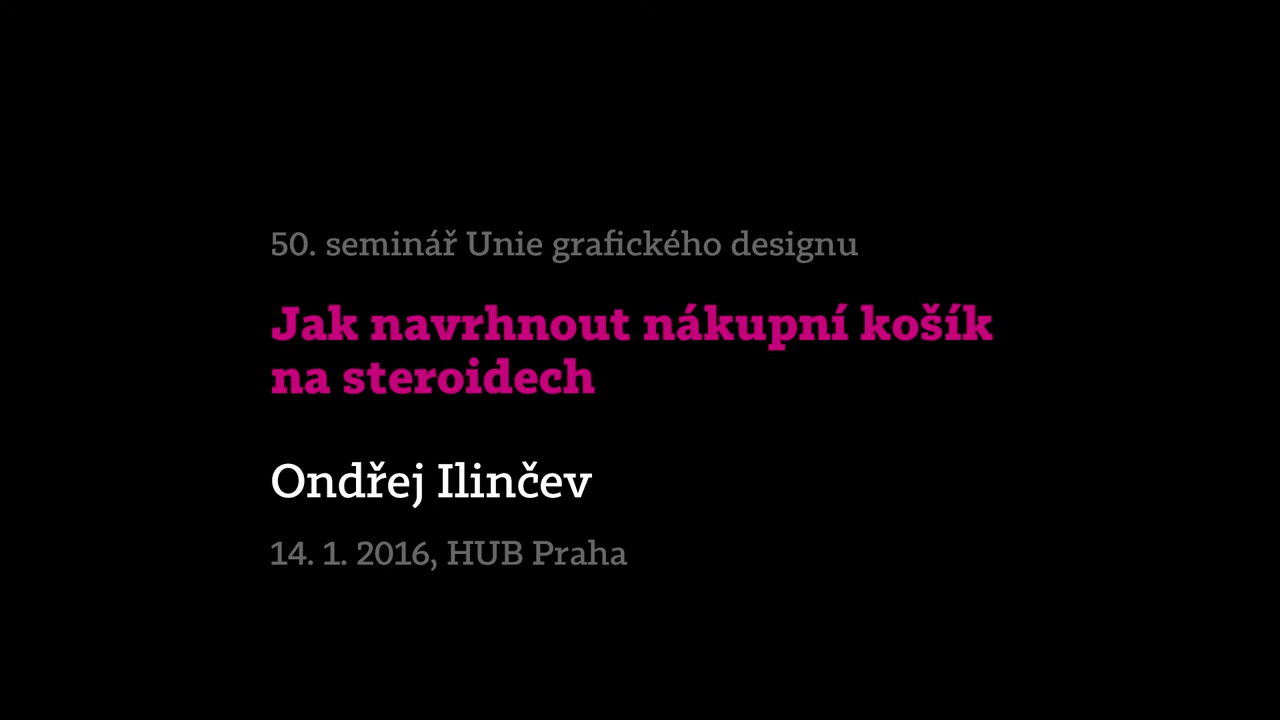 50. seminář Unie grafického designu
Jak navrhnout nákupní košík
na steroidech
Ondřej Ilinčev
14. 1. 2016, HUB Praha